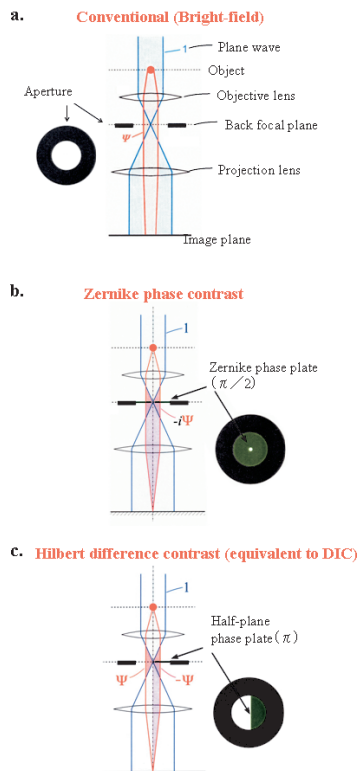 a.
Conventional (Bright-field)
1
Plane wave
Object
Aperture
Objective lens
Back focal plane
Ψ
Projection lens
Image plane
b.
Zernike phase contrast
1
Zernike phase plate
(π/2)
-iΨ
c.
Hilbert difference contrast (equivalent to DIC)
1
Half-plane
phase plate(π)
Ψ
-Ψ